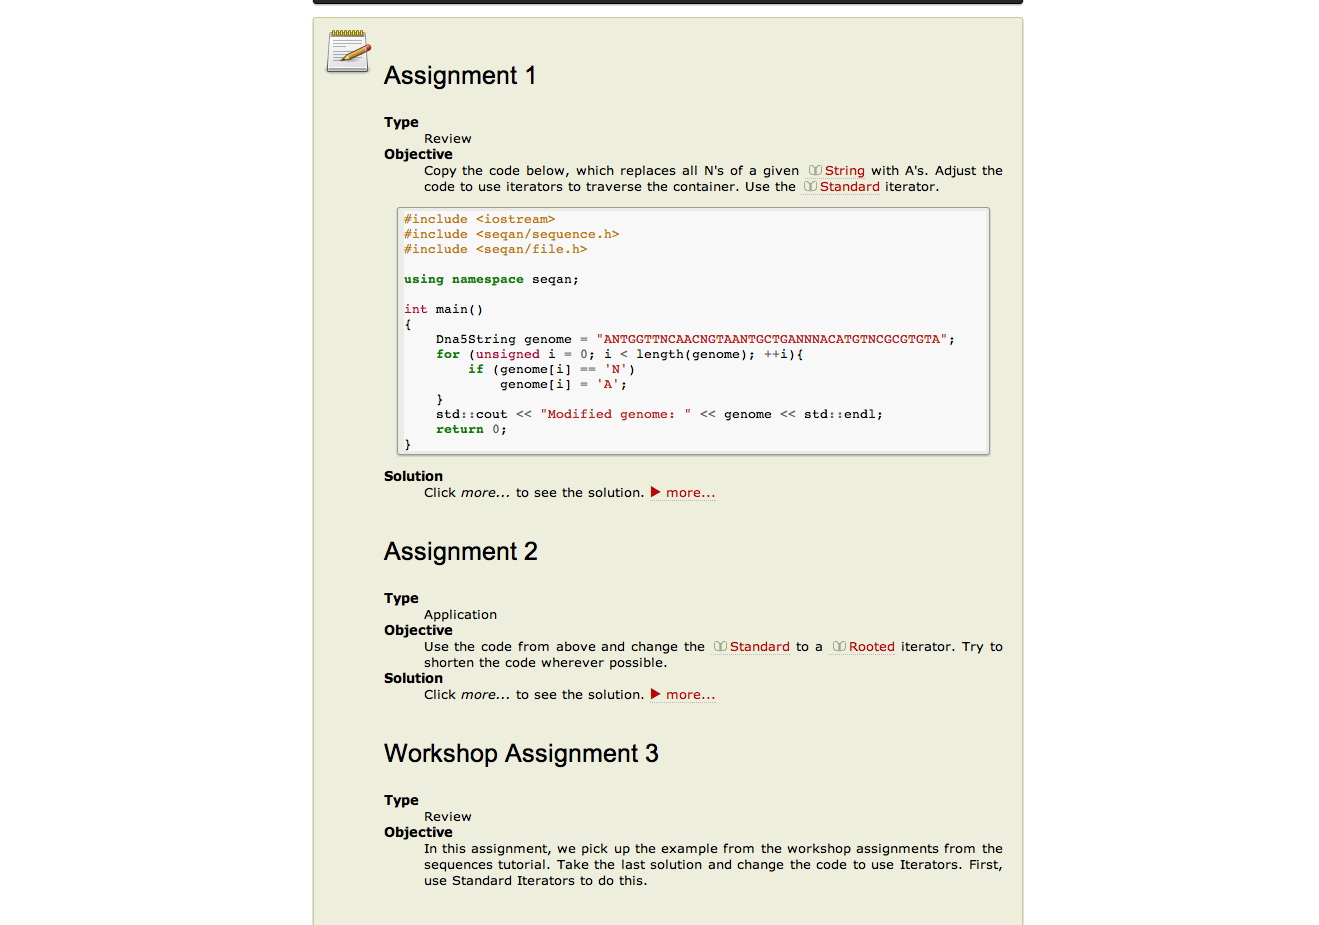 Assignment 1
Type
Review
Objective
Copy the code below, which replaces all N's of a given String with A's. Adjust the
code to use iterators to traverse the container. Use the Standard iterator.
#include <iostream>
#include <seqan/sequence.h>
#include <seqan/file.h>
using namespace seqan;
int main()
{
    Dna5String genome = "ANTGGTTNCAACNGTAANTGCTGANNNACATGTNCGCGTGTA";
    for (unsigned i = 0; i < length(genome); ++i){
        if (genome[i] == 'N')
            genome[i] = 'A';
    }
    std::cout << "Modified genome: " << genome << std::endl;
    return 0;
}
Solution
Click more... to see the solution. more...
Assignment 2
Type
Application
Objective
Use the code from above and change the Standard to a Rooted iterator. Try to
shorten the code wherever possible.
Solution
Click more... to see the solution. more...
Workshop Assignment 3
Type
Review
Objective
In this assignment, we pick up the example from the workshop assignments from the
sequences tutorial. Take the last solution and change the code to use Iterators. First,
use Standard Iterators to do this.